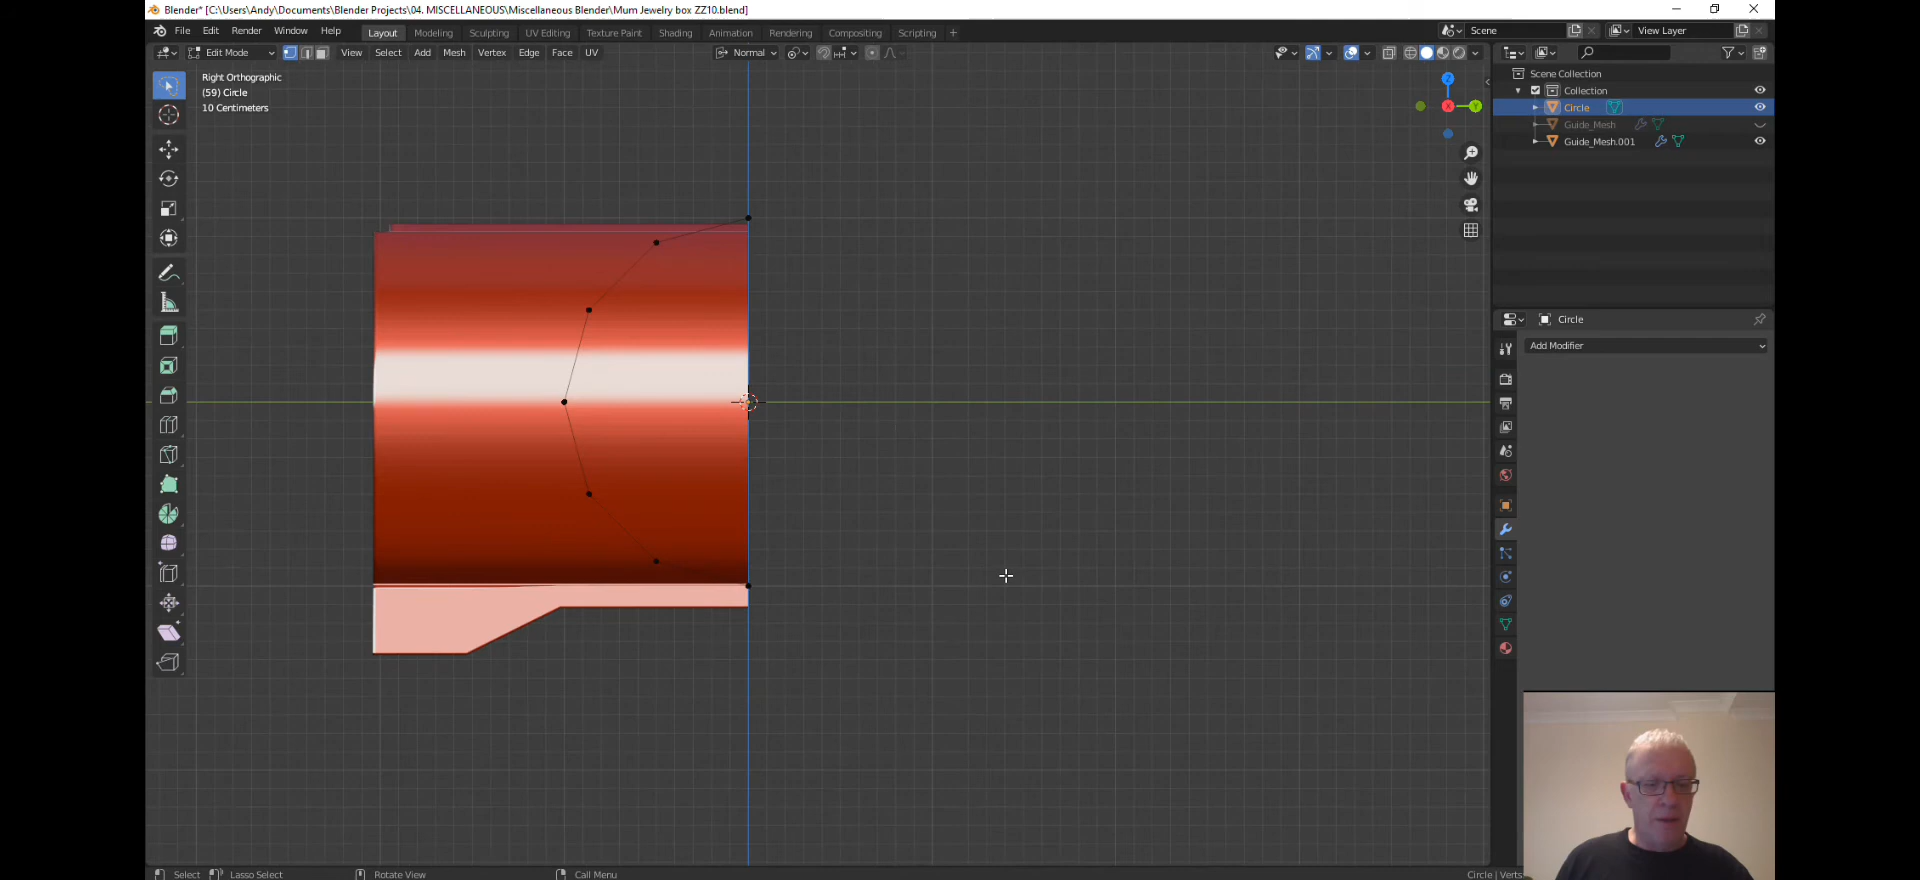 Blender* [C:\Users\Andy\Documents\Blender Projects\04. MISCELLANEOUS\Miscellaneous Blender\Mum Jewelry box ZZ10.blend]
File Edit Render Window Help Layout Modeling Sculpting UV Editing Texture Paint Shading Animation Rendering Compositing Scripting + Scene View Layer
Edit Mode View Select Add Mesh Vertex Edge Face UV Normal
Right Orthographic
(59) Circle
10 Centimeters
Z
X
Y
Scene Collection
Collection
Circle
Guide_Mesh
Guide_Mesh.001
Circle
Add Modifier
Select Lasso Select Rotate View Call Menu Circle | Verts: